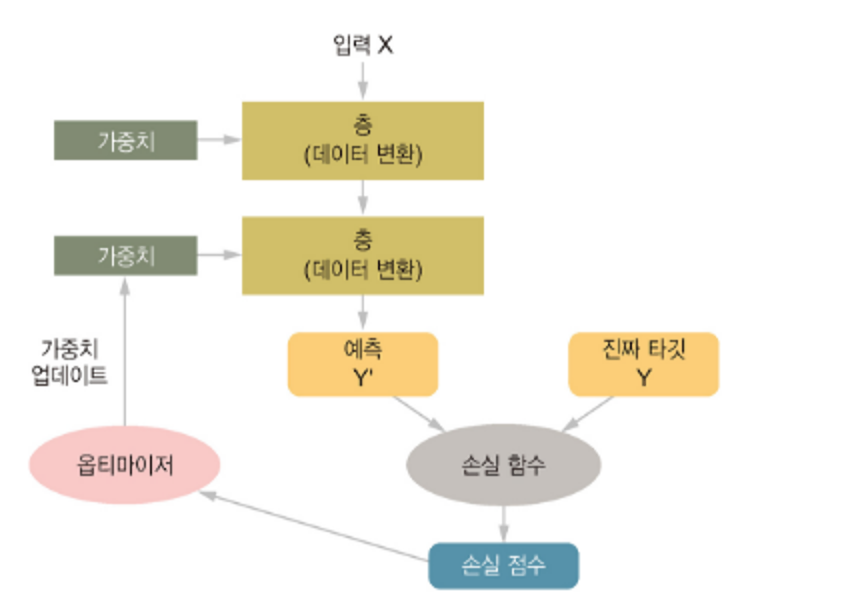 입력 X
가중치
층
(데이터 변환)
가중치
층
(데이터 변환)
가중치
업데이트
예측
Y'
진짜 타깃
Y
옵티마이저
손실 함수
손실 점수